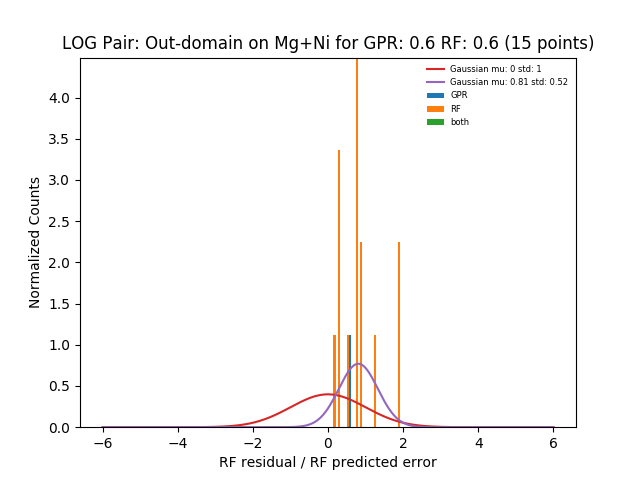 LOG Pair: Out-domain on Mg+Ni for GPR: 0.6 RF: 0.6 (15 points)
Gaussian mu: 0 std: 1
Gaussian mu: 0.81 std: 0.52
GPR
RF
both
Normalized Counts
4.0
3.5
3.0
2.5
2.0
1.5
1.0
0.5
0.0
−6 −4 −2 0 2 4 6
RF residual / RF predicted error